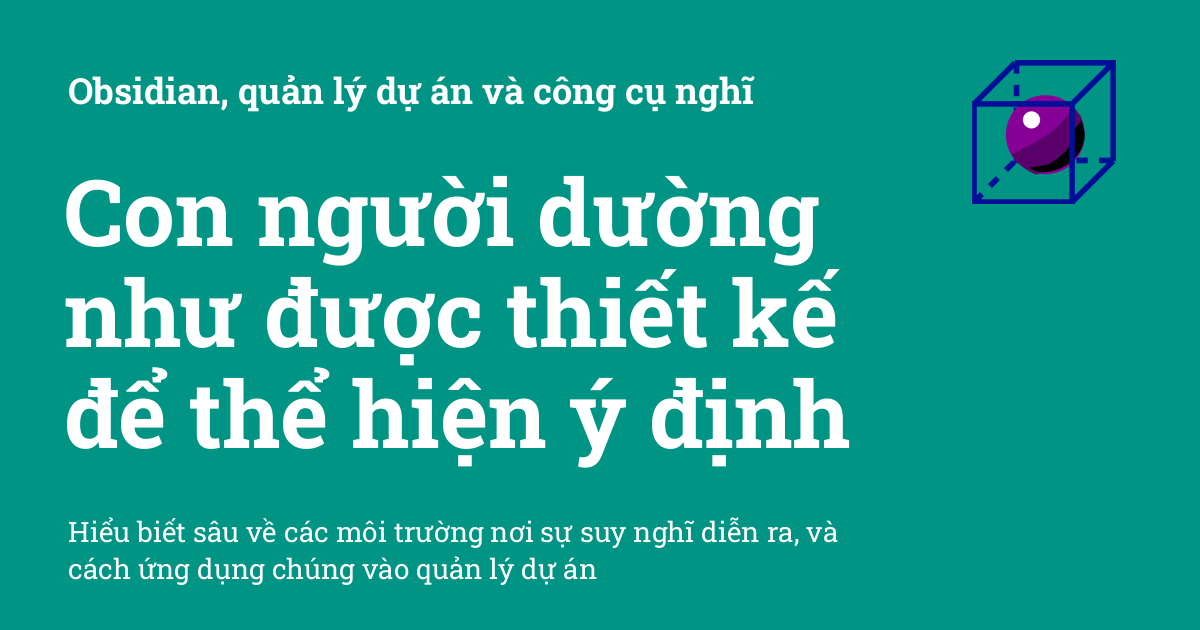 Obsidian, quản lý dự án và công cụ nghĩ
Con người dường
như được thiết kế
để thể hiện ý định
Hiểu biết sâu về các môi trường nơi sự suy nghĩ diễn ra, và
cách ứng dụng chúng vào quản lý dự án